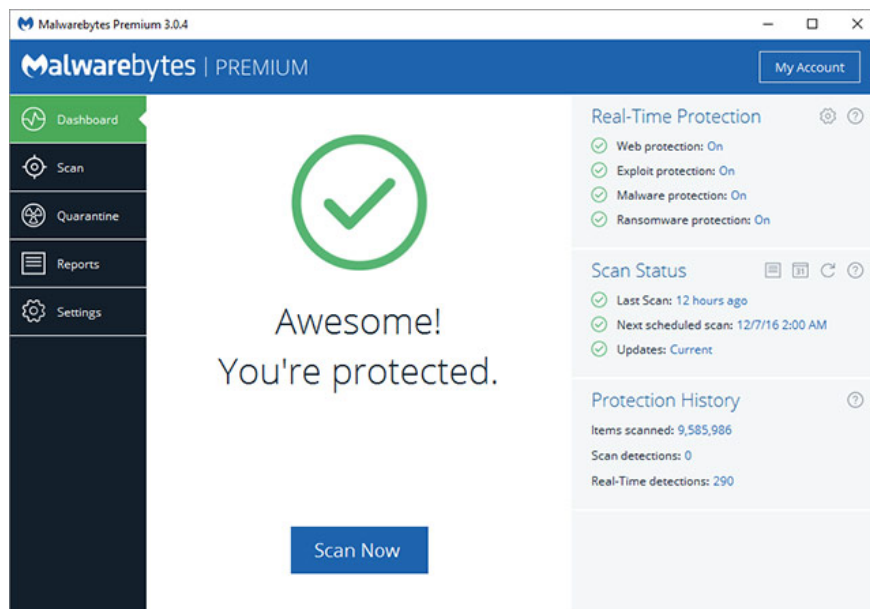 Malwarebytes Premium 3.0.4
Malwarebytes | PREMIUM
My Account
Dashboard
Scan
Quarantine
Reports
Settings
Awesome!
You're protected.
Scan Now
Real-Time Protection
?
Web protection: On
Exploit protection: On
Malware protection: On
Ransomware protection: On
Scan Status
31
?
Last Scan: 12 hours ago
Next scheduled scan: 12/7/16 2:00 AM
Updates: Current
Protection History
?
Items scanned: 9,585,986
Scan detections: 0
Real-Time detections: 290